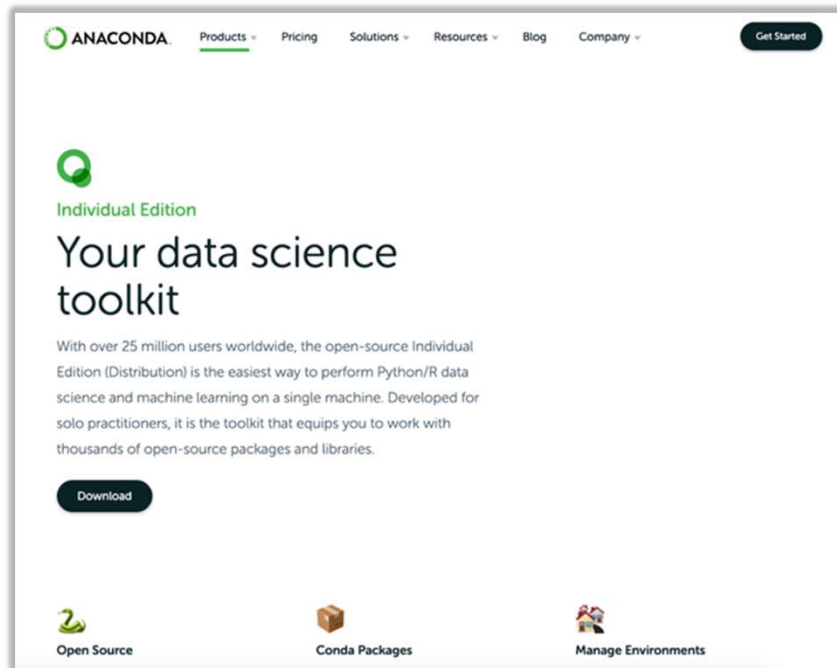 ANACONDA.
Products Pricing Solutions Resources Blog Company Get Started
Individual Edition
Your data science
toolkit
With over 25 million users worldwide, the open-source Individual
Edition (Distribution) is the easiest way to perform Python/R data
science and machine learning on a single machine. Developed for
solo practitioners, it is the toolkit that equips you to work with
thousands of open-source packages and libraries.
Download
Open Source Conda Packages Manage Environments